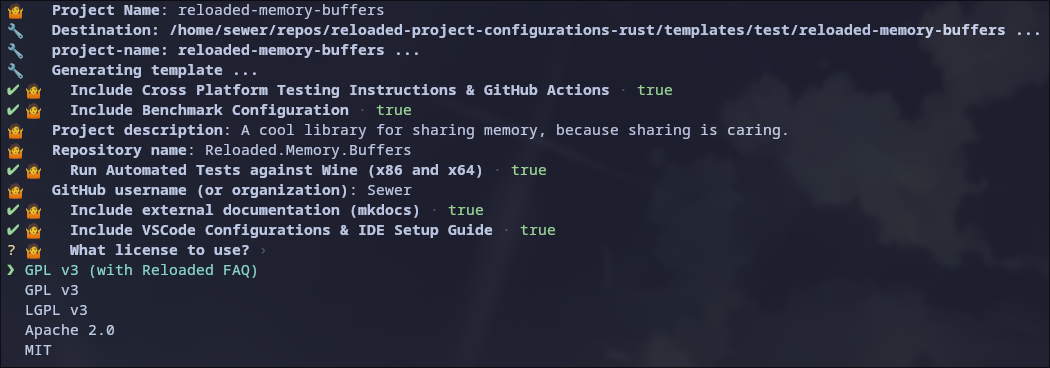 🤷 Project Name: reloaded-memory-buffers
🔧 Destination: /home/sewer/repos/reloaded-project-configurations-rust/templates/test/reloaded-memory-buffers ...
🔧 project-name: reloaded-memory-buffers ...
🔧 Generating template ...
✔ 🤷 Include Cross Platform Testing Instructions & GitHub Actions · true
✔ 🤷 Include Benchmark Configuration · true
🤷 Project description: A cool library for sharing memory, because sharing is caring.
🤷 Repository name: Reloaded.Memory.Buffers
✔ 🤷 Run Automated Tests against Wine (x86 and x64) · true
🤷 GitHub username (or organization): Sewer
✔ 🤷 Include external documentation (mkdocs) · true
✔ 🤷 Include VSCode Configurations & IDE Setup Guide · true
? 🤷 What license to use? ›
❯ GPL v3 (with Reloaded FAQ)
GPL v3
LGPL v3
Apache 2.0
MIT